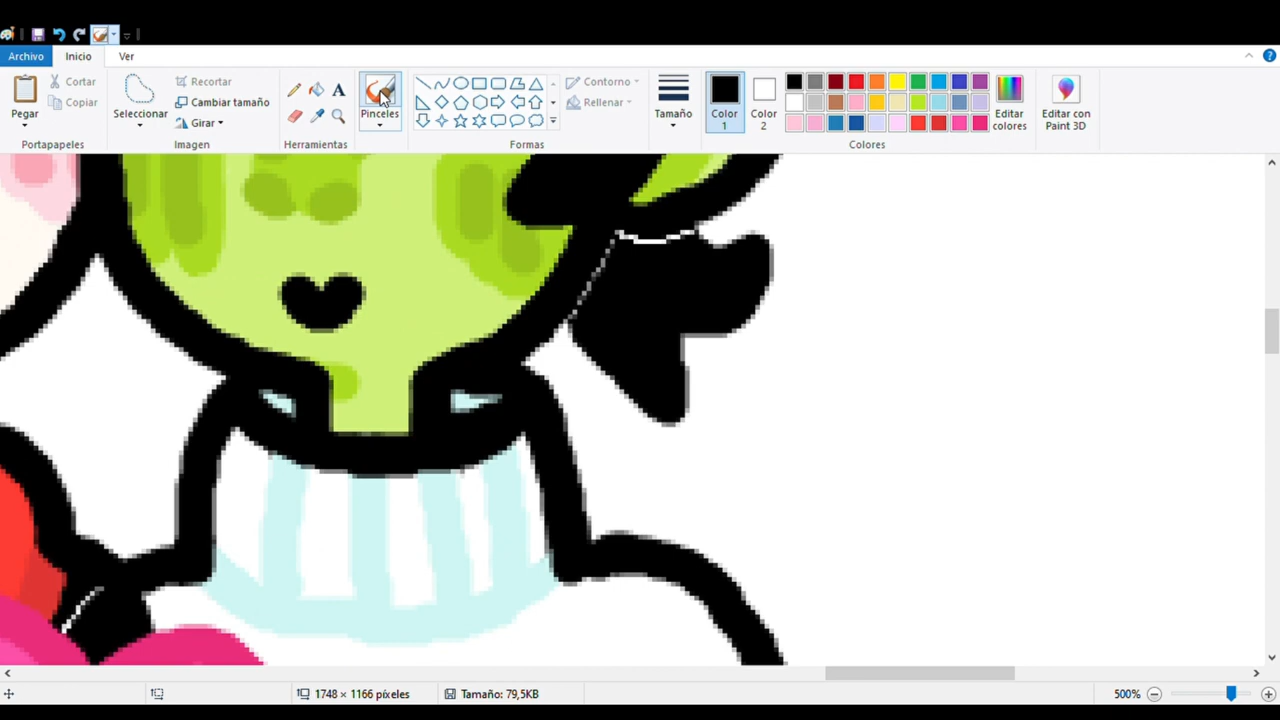 Archivo Inicio Ver
Pegar
Cortar
Copiar
Portapapeles
Seleccionar
Recortar
Cambiar tamaño
Girar
Imagen
A
Herramientas
Pinceles
Contorno
Rellenar
Formas
Tamaño
Color
1
Color
2
Editar
colores
Colores
Editar con
Paint 3D
?
1748 × 1166 píxeles
Tamaño: 79,5KB
500%